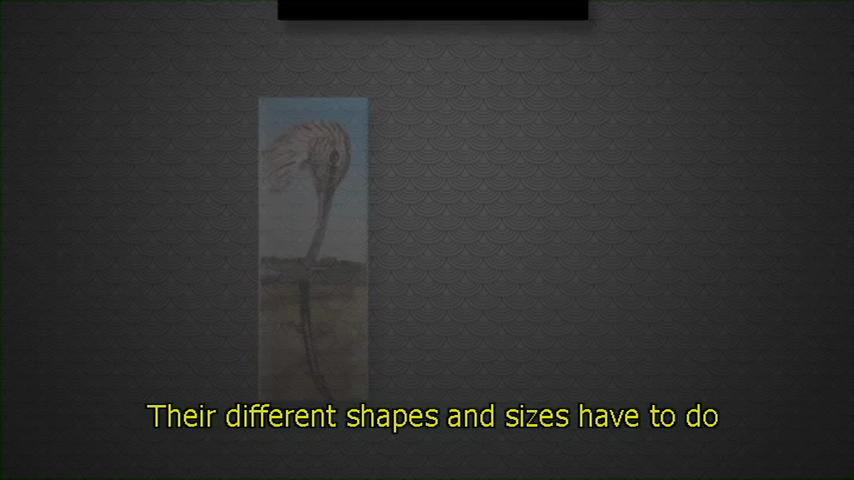 Their different shapes and sizes have to do